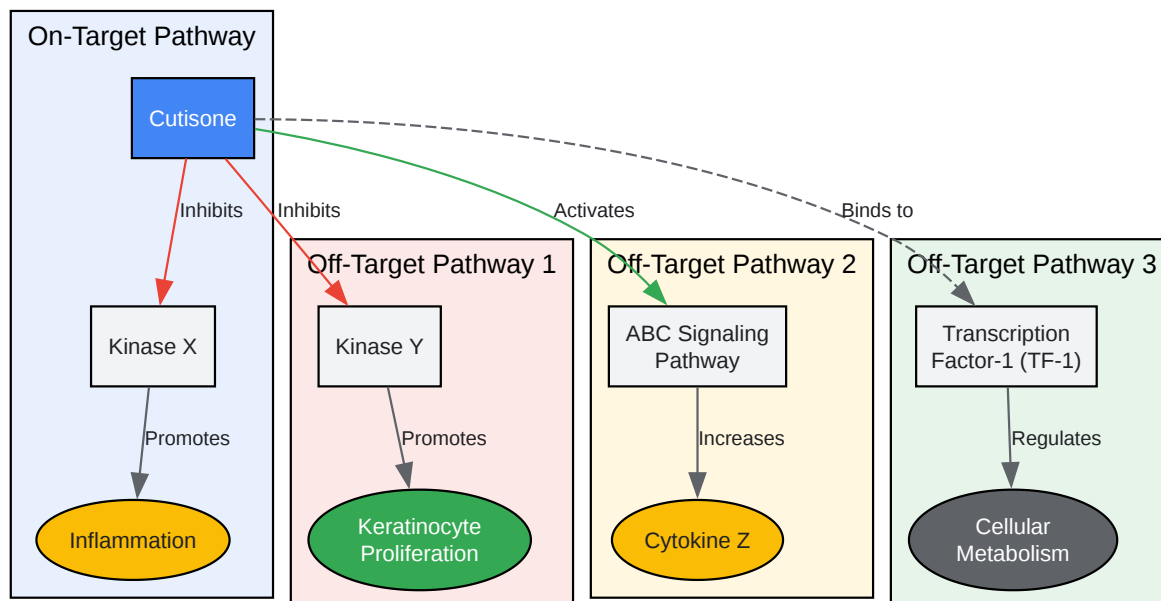 On-Target Pathway
Cutisone
Inhibits
Inhibits
Activates
Binds to
Off-Target Pathway 1
Off-Target Pathway 2
Off-Target Pathway 3
Kinase X
Kinase Y
ABC Signaling
Pathway
Transcription
Factor-1 (TF-1)
Promotes
Promotes
Increases
Regulates
Inflammation
Keratinocyte
Proliferation
Cytokine Z
Cellular
Metabolism